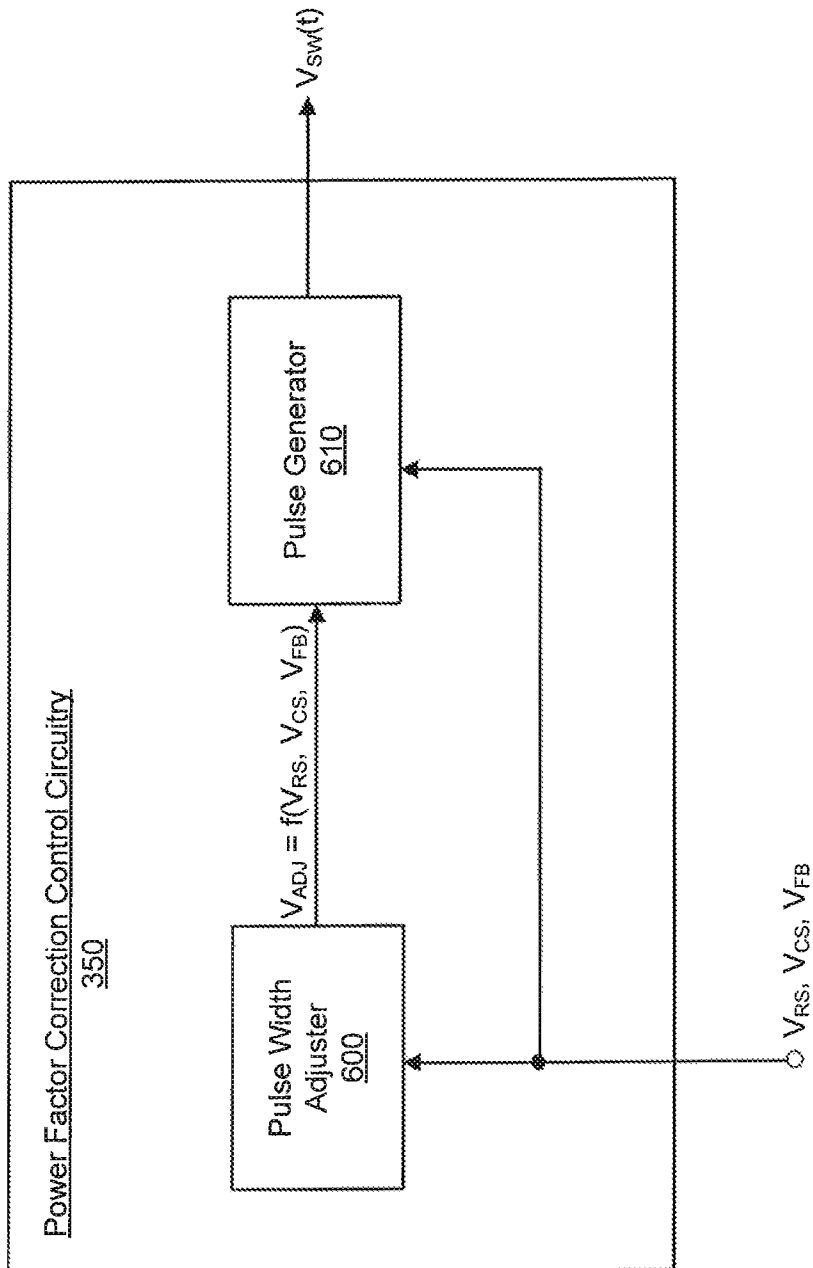 Power Factor Correction Control Circuitry
350
Pulse Width
Adjuster
600
V_ADJ = f(V_RS, V_CS, V_FB)
Pulse Generator
610
V_SW(t)
V_RS, V_CS, V_FB